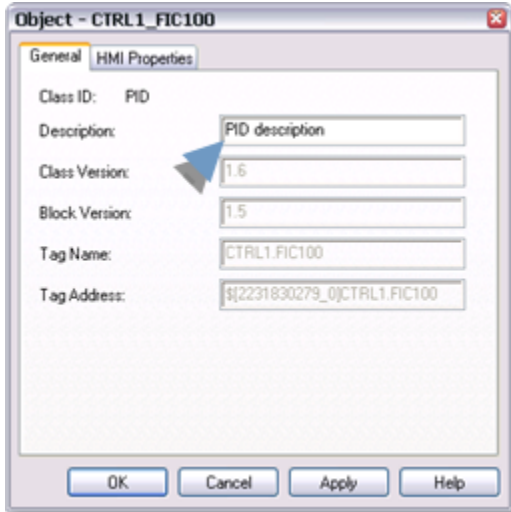 Object - CTRL1_FIC100
General HMI Properties
Class ID: PID
Description: PID description
Class Version: 1.6
Block Version: 1.5
Tag Name: CTRL1.FIC100
Tag Address: $[2231830279_0]CTRL1.FIC100
OK Cancel Apply Help